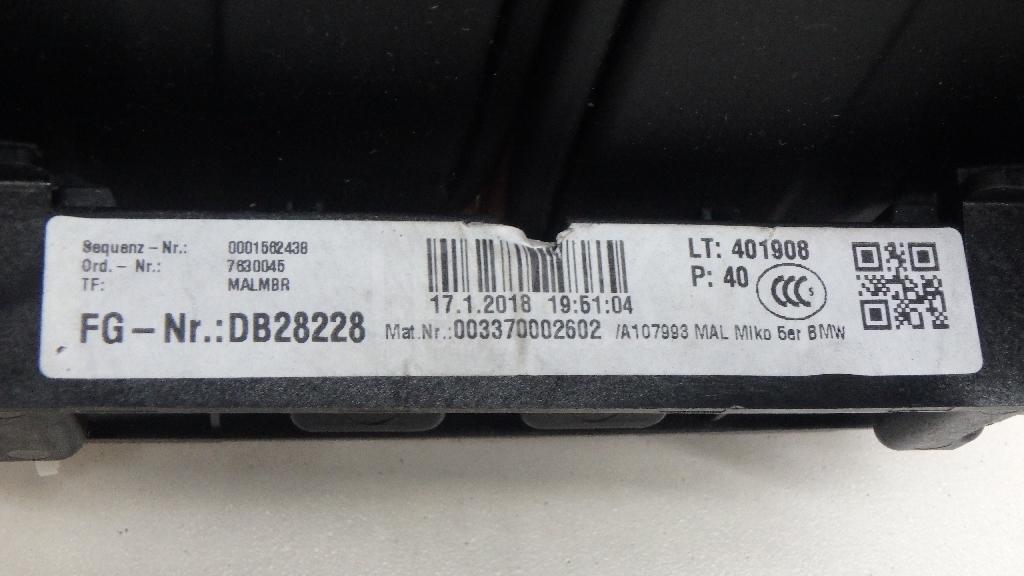 Sequenz - Nr.: 0001562438
Ord. - Nr.: 7630045
TF: MALMBR
FG - Nr.: DB28228
17.1.2018 19:51:04
Mat.Nr.: 003370002602 /A107993 MAL Miko 5er BMW
LT: 401908
P: 40
CCC
S